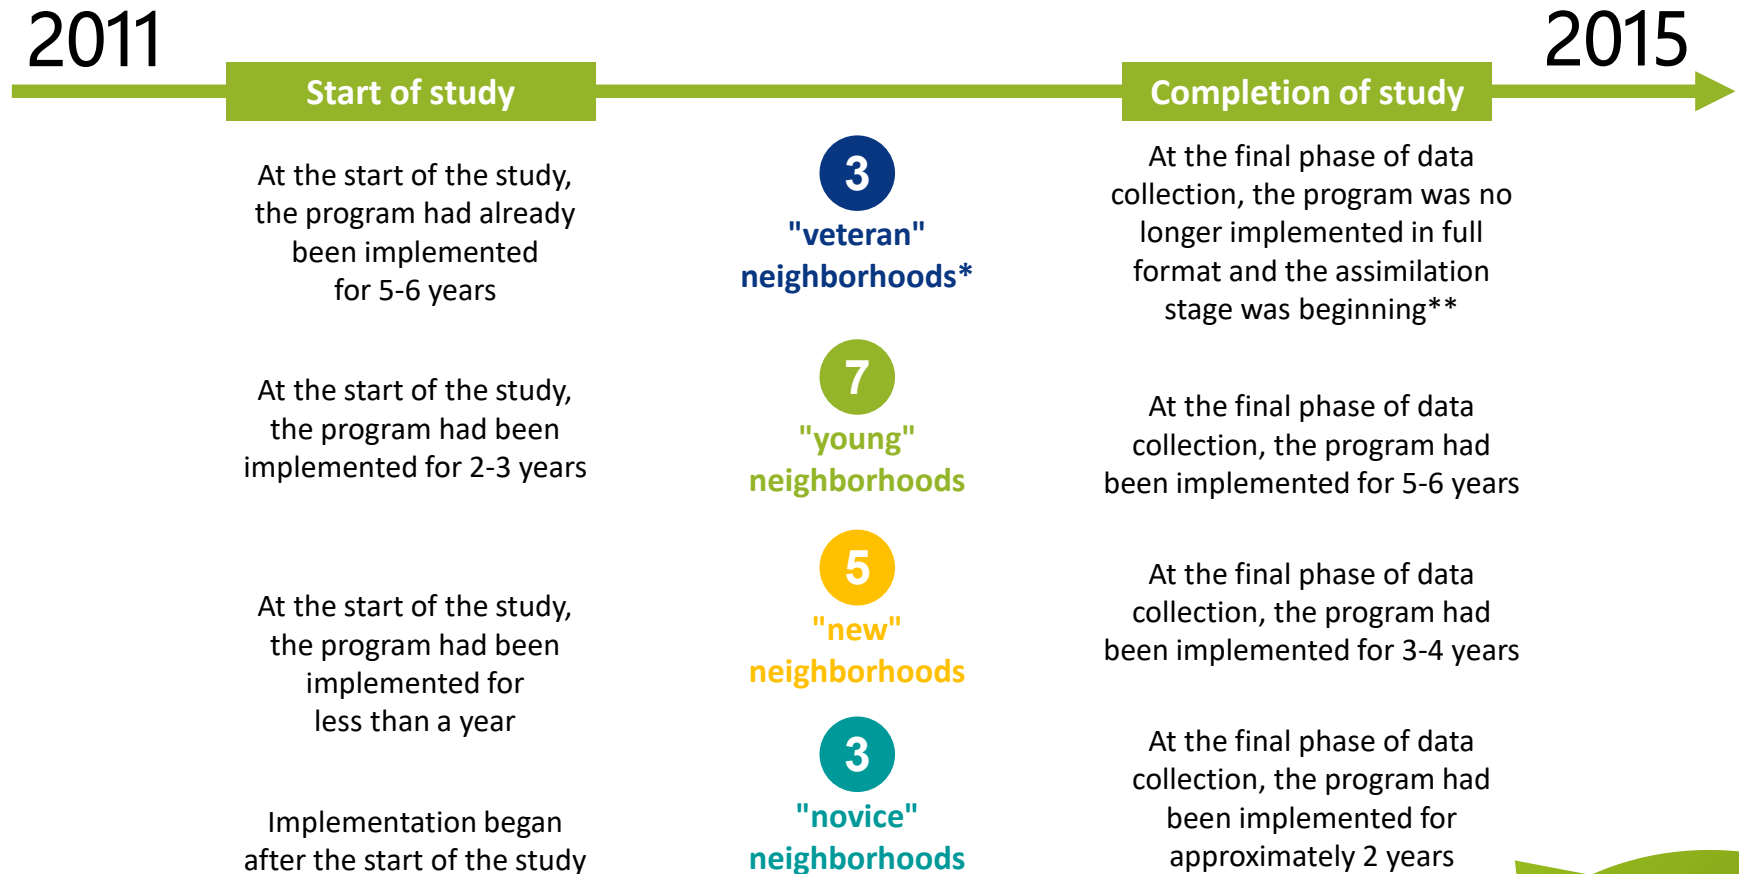 2011
2015
Start of study
Completion of study
At the start of the study,
the program had already
been implemented
for 5-6 years
3
"veteran"
neighborhoods*
At the final phase of data
collection, the program was no
longer implemented in full
format and the assimilation
stage was beginning**
At the start of the study,
the program had been
implemented for 2-3 years
7
"young"
neighborhoods
At the final phase of data
collection, the program had
been implemented for 5-6 years
At the start of the study,
the program had been
implemented for
less than a year
5
"new"
neighborhoods
At the final phase of data
collection, the program had
been implemented for 3-4 years
Implementation began
after the start of the study
3
"novice"
neighborhoods
At the final phase of data
collection, the program had
been implemented for
approximately 2 years